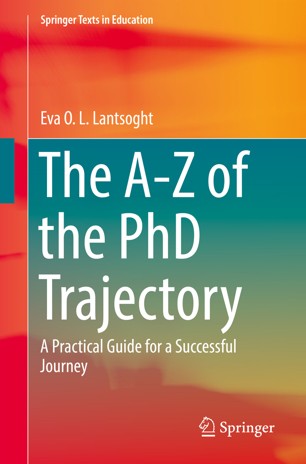 Springer Texts in Education
Eva O. L. Lantsoght
The A-Z of
the PhD
Trajectory
A Practical Guide for a Successful
Journey
Springer